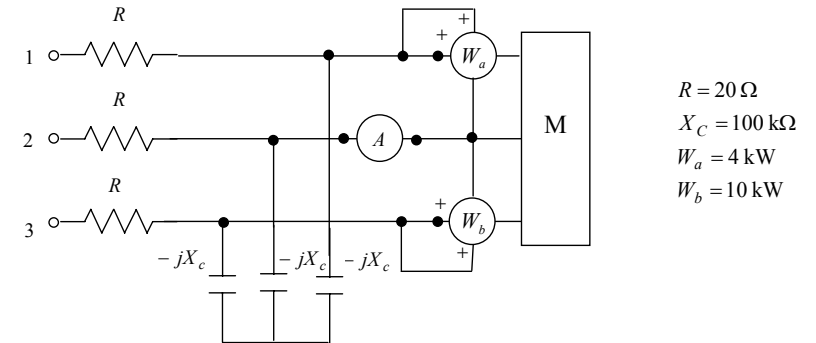 R
1
+
+
W_a
R
2
A
M
R
3
+
W_b
+
– jX_c
– jX_c
– jX_c
R = 20 Ω
X_C = 100 kΩ
W_a = 4 kW
W_b = 10 kW